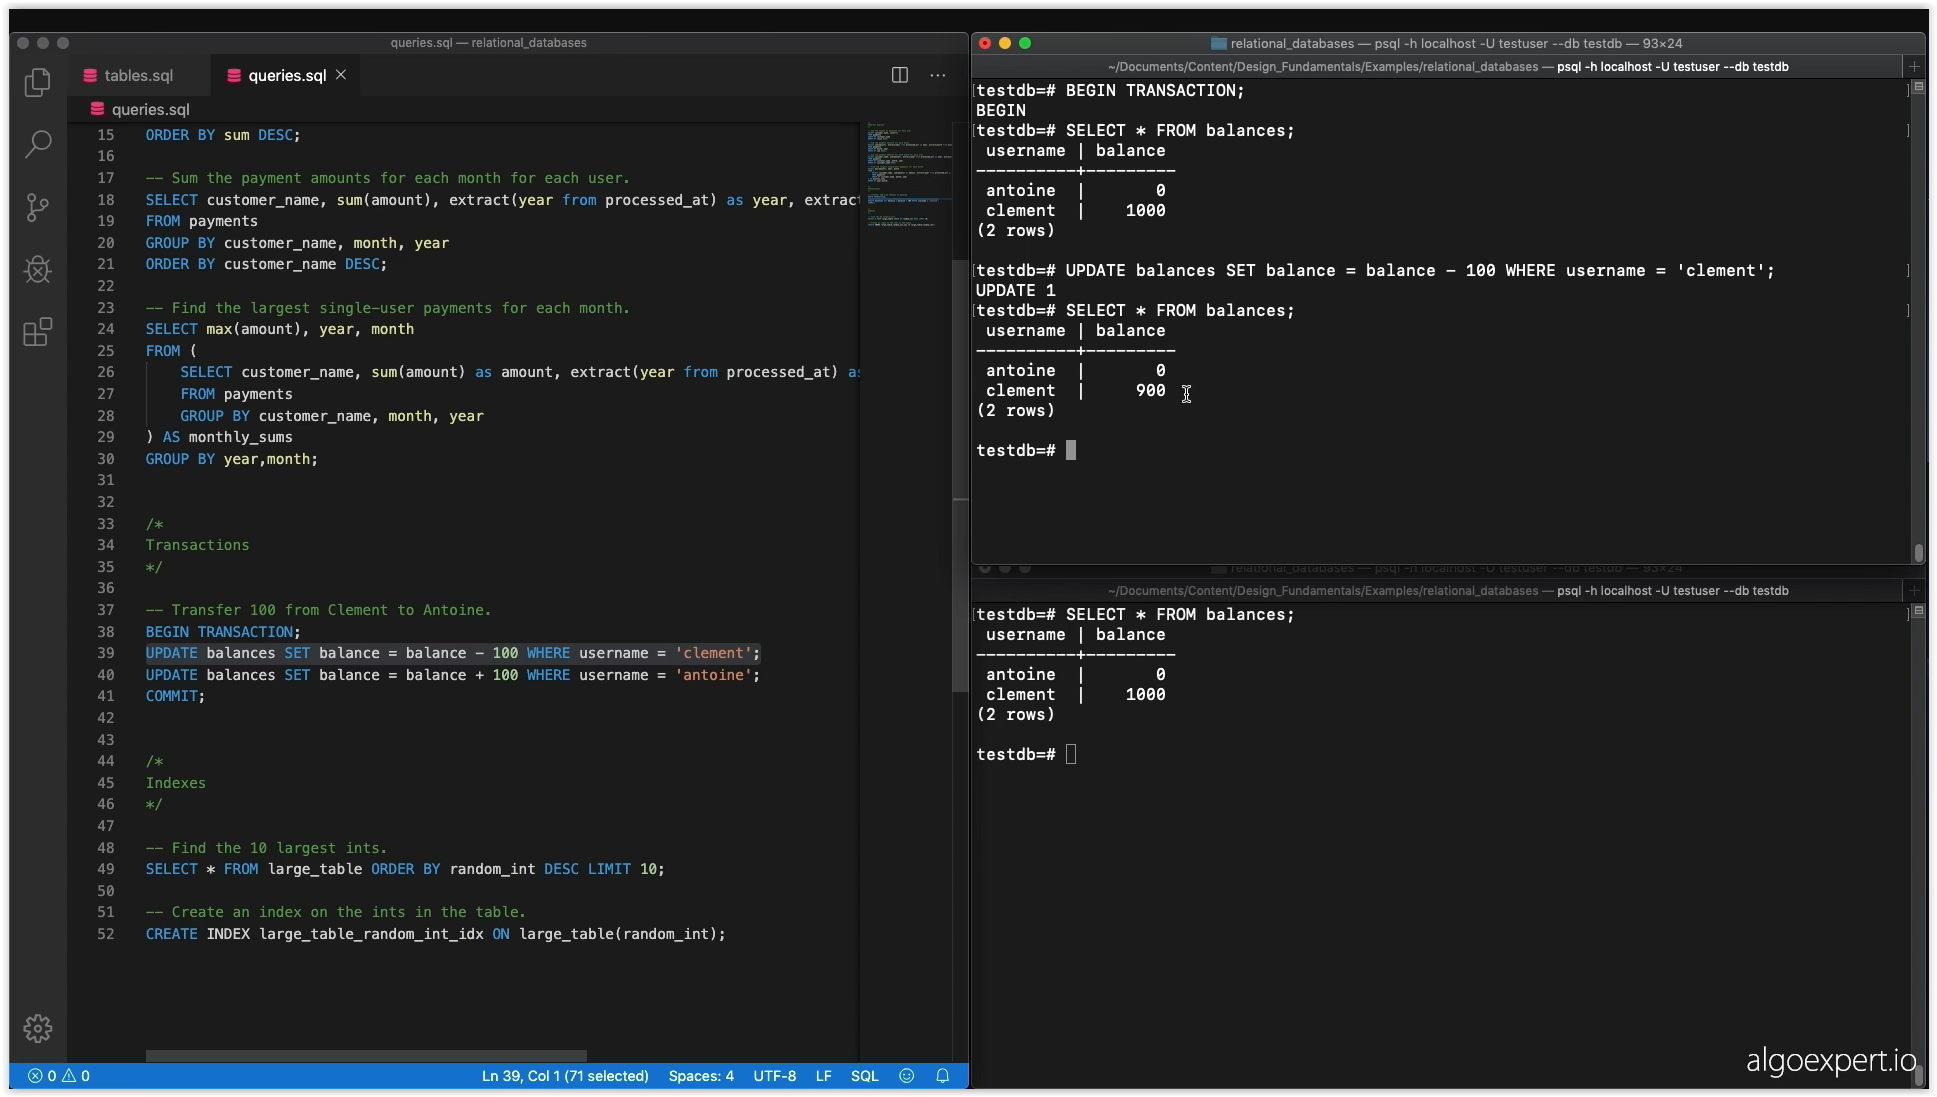 queries.sql — relational_databases
tables.sql
queries.sql
queries.sql
15 ORDER BY sum DESC;
16
17 -- Sum the payment amounts for each month for each user.
18 SELECT customer_name, sum(amount), extract(year from processed_at) as year, extract
19 FROM payments
20 GROUP BY customer_name, month, year
21 ORDER BY customer_name DESC;
22
23 -- Find the largest single-user payments for each month.
24 SELECT max(amount), year, month
25 FROM (
26 SELECT customer_name, sum(amount) as amount, extract(year from processed_at) as
27 FROM payments
28 GROUP BY customer_name, month, year
29 ) AS monthly_sums
30 GROUP BY year,month;
31
32
33 /*
34 Transactions
35 */
36
37 -- Transfer 100 from Clement to Antoine.
38 BEGIN TRANSACTION;
39 UPDATE balances SET balance = balance - 100 WHERE username = 'clement';
40 UPDATE balances SET balance = balance + 100 WHERE username = 'antoine';
41 COMMIT;
42
43
44 /*
45 Indexes
46 */
47
48 -- Find the 10 largest ints.
49 SELECT * FROM large_table ORDER BY random_int DESC LIMIT 10;
50
51 -- Create an index on the ints in the table.
52 CREATE INDEX large_table_random_int_idx ON large_table(random_int);
0 0 Ln 39, Col 1 (71 selected) Spaces: 4 UTF-8 LF SQL
relational_databases — psql -h localhost -U testuser --db testdb — 93×24
~/Documents/Content/Design_Fundamentals/Examples/relational_databases — psql -h localhost -U testuser --db testdb
[testdb=# BEGIN TRANSACTION; ]
BEGIN
[testdb=# SELECT * FROM balances; ]
username | balance
----------+---------
antoine | 0
clement | 1000
(2 rows)
[testdb=# UPDATE balances SET balance = balance - 100 WHERE username = 'clement'; ]
UPDATE 1
[testdb=# SELECT * FROM balances; ]
username | balance
----------+---------
antoine | 0
clement | 900
(2 rows)
testdb=#
relational_databases — psql -h localhost -U testuser --db testdb — 93×24
~/Documents/Content/Design_Fundamentals/Examples/relational_databases — psql -h localhost -U testuser --db testdb
[testdb=# SELECT * FROM balances; ]
username | balance
----------+---------
antoine | 0
clement | 1000
(2 rows)
testdb=#
algoexpert.io